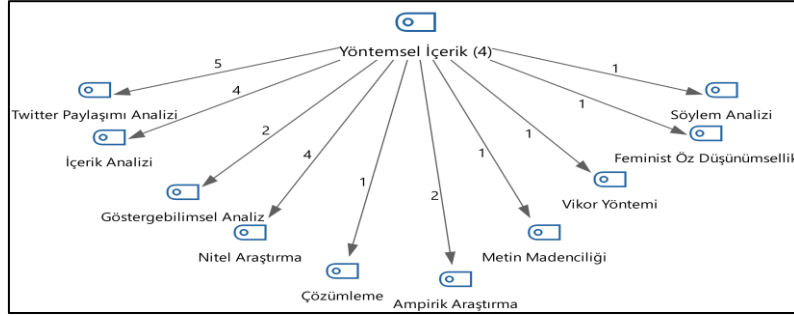 Yöntemsel İçerik (4)
5
4
2
4
1
2
1
1
1
1
Twitter Paylaşımı Analizi
İçerik Analizi
Göstergebilimsel Analiz
Nitel Araştırma
Çözümleme
Ampirik Araştırma
Metin Madenciliği
Vikor Yöntemi
Feminist Öz Düşünümsellik
Söylem Analizi